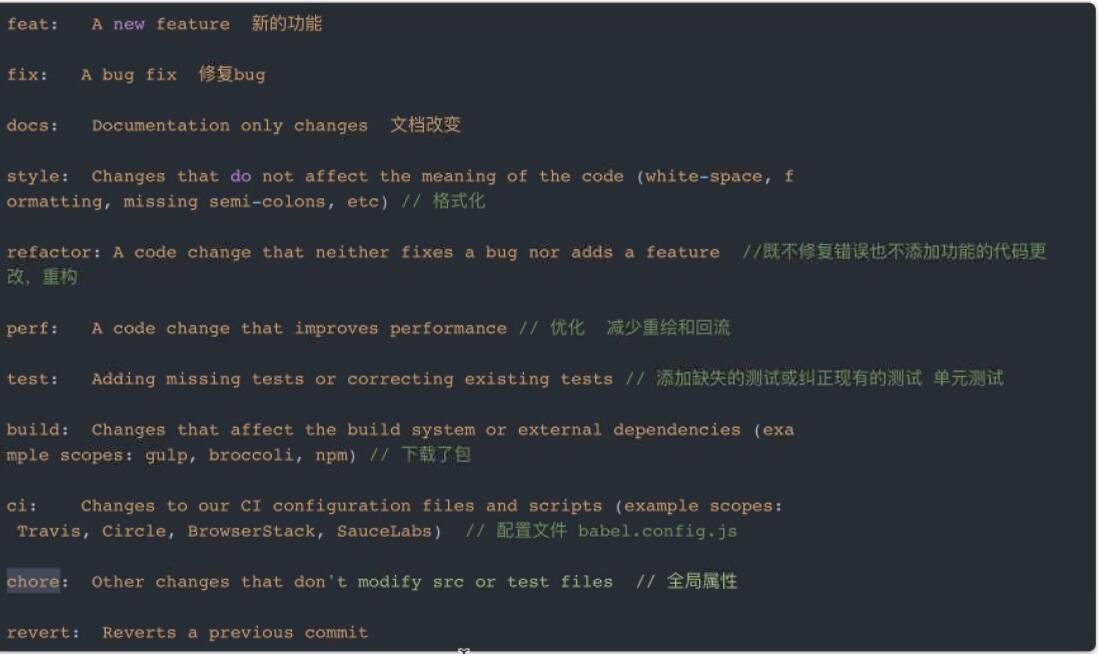 feat:   A new feature  新的功能
fix:   A bug fix  修复bug
docs:   Documentation only changes  文档改变
style:  Changes that do not affect the meaning of the code (white-space, f
ormatting, missing semi-colons, etc) // 格式化
refactor: A code change that neither fixes a bug nor adds a feature  //既不修复错误也不添加功能的代码更
改，重构
perf:   A code change that improves performance // 优化  减少重绘和回流
test:   Adding missing tests or correcting existing tests // 添加缺失的测试或纠正现有的测试 单元测试
build:  Changes that affect the build system or external dependencies (exa
mple scopes: gulp, broccoli, npm) // 下载了包
ci:    Changes to our CI configuration files and scripts (example scopes:
 Travis, Circle, BrowserStack, SauceLabs)  // 配置文件 babel.config.js
chore:  Other changes that don't modify src or test files  // 全局属性
revert:  Reverts a previous commit